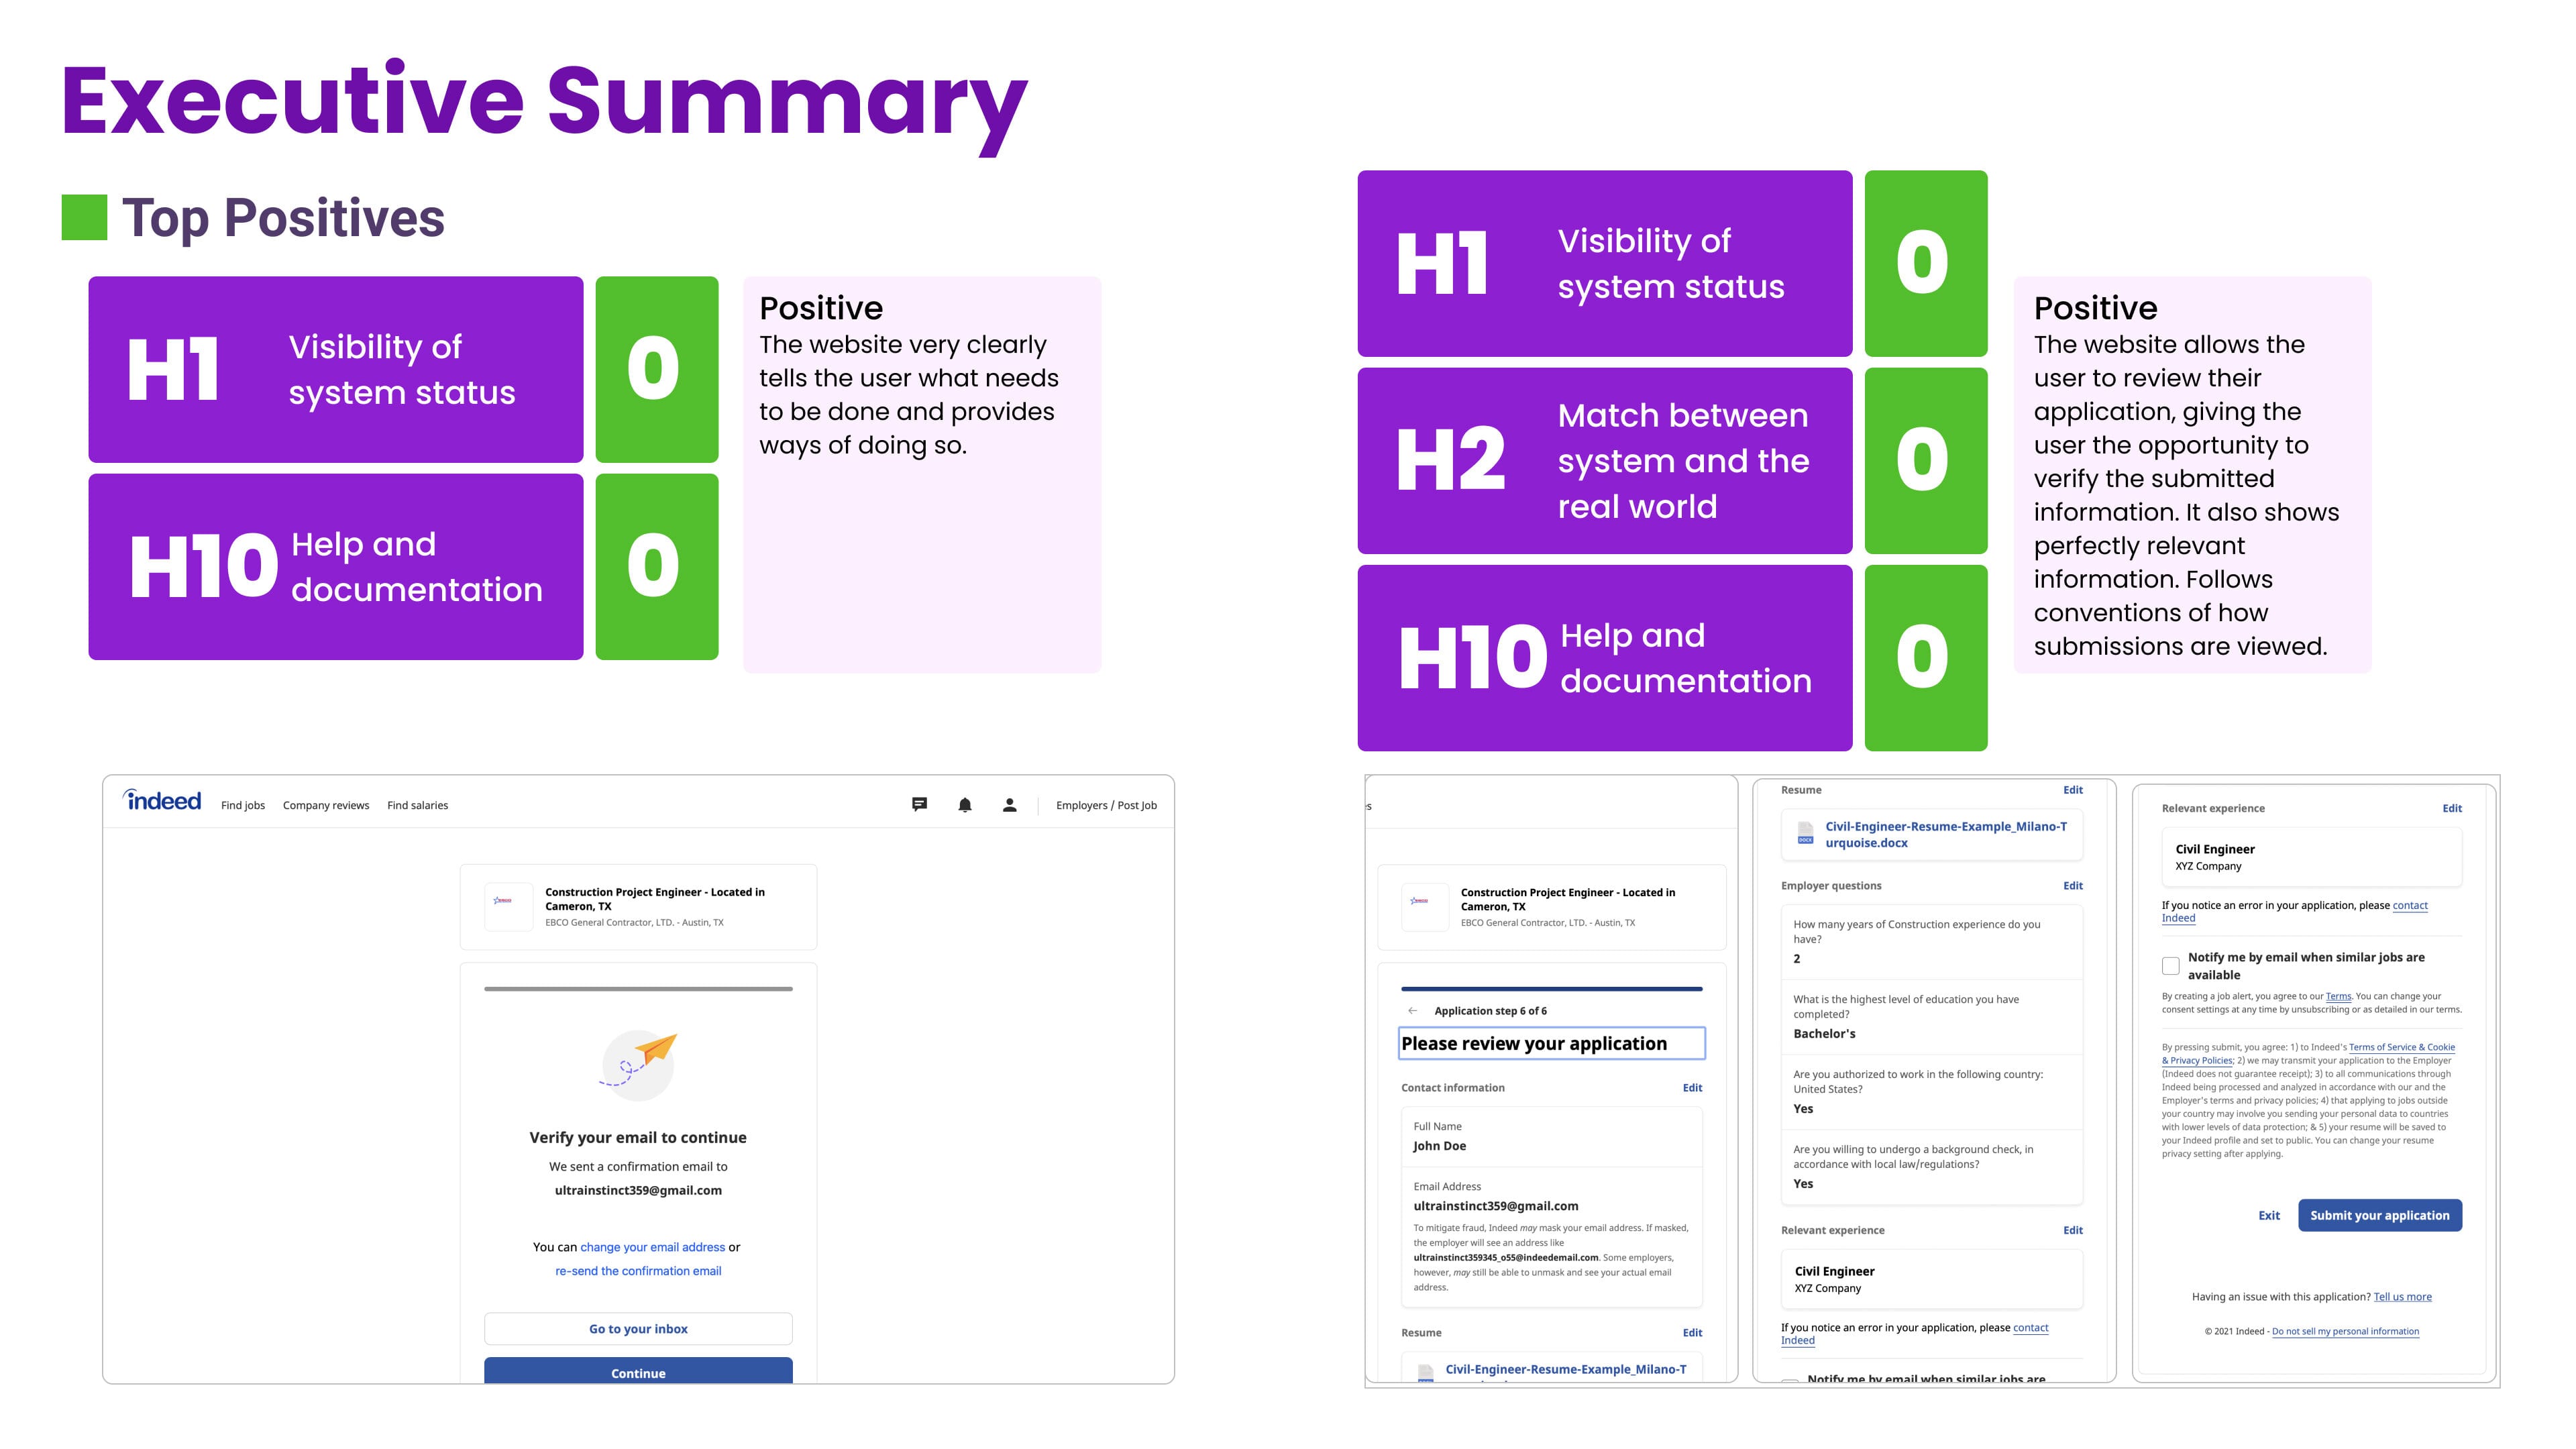 Executive Summary
Top Positives
H1
Visibility of
system status
0
H10
Help and
documentation
0
Positive
The website very clearly
tells the user what needs
to be done and provides
ways of doing so.
H1
Visibility of
system status
0
H2
Match between
system and the
real world
0
H10
Help and
documentation
0
Positive
The website allows the
user to review their
application, giving the
user the opportunity to
verify the submitted
information. It also shows
perfectly relevant
information. Follows
conventions of how
submissions are viewed.
indeed
Find jobs
Company reviews
Find salaries
Employers / Post Job
Construction Project Engineer - Located in
Cameron, TX
EBCO General Contractor, LTD. - Austin, TX
Verify your email to continue
We sent a confirmation email to
ultrainstinct359@gmail.com
You can change your email address or
re-send the confirmation email
Go to your inbox
Continue
s
Construction Project Engineer - Located in
Cameron, TX
EBCO General Contractor, LTD. - Austin, TX
Application step 6 of 6
Please review your application
Contact information
Edit
Full Name
John Doe
Email Address
ultrainstinct359@gmail.com
To mitigate fraud, Indeed may mask your email address. If masked,
the employer will see an address like
ultrainstinct359345_o55@indeedemail.com. Some employers,
however, may still be able to unmask and see your actual email
address.
Resume
Edit
Civil-Engineer-Resume-Example_Milano-T
Resume
Edit
DOCX
Civil-Engineer-Resume-Example_Milano-T
urquoise.docx
Employer questions
Edit
How many years of Construction experience do you
have?
2
What is the highest level of education you have
completed?
Bachelor's
Are you authorized to work in the following country:
United States?
Yes
Are you willing to undergo a background check, in
accordance with local law/regulations?
Yes
Relevant experience
Edit
Civil Engineer
XYZ Company
If you notice an error in your application, please contact
Indeed
Notify me by email when similar jobs are
Relevant experience
Edit
Civil Engineer
XYZ Company
If you notice an error in your application, please contact
Indeed
Notify me by email when similar jobs are
available
By creating a job alert, you agree to our Terms. You can change your
consent settings at any time by unsubscribing or as detailed in our terms.
By pressing submit, you agree: 1) to Indeed's Terms of Service & Cookie
& Privacy Policies; 2) we may transmit your application to the Employer
(Indeed does not guarantee receipt); 3) to all communications through
Indeed being processed and analyzed in accordance with our and the
Employer's terms and privacy policies; 4) that applying to jobs outside
your country may involve you sending your personal data to countries
with lower levels of data protection; & 5) your resume will be saved to
your Indeed profile and set to public. You can change your resume
privacy setting after applying.
Exit
Submit your application
Having an issue with this application? Tell us more
© 2021 Indeed - Do not sell my personal information